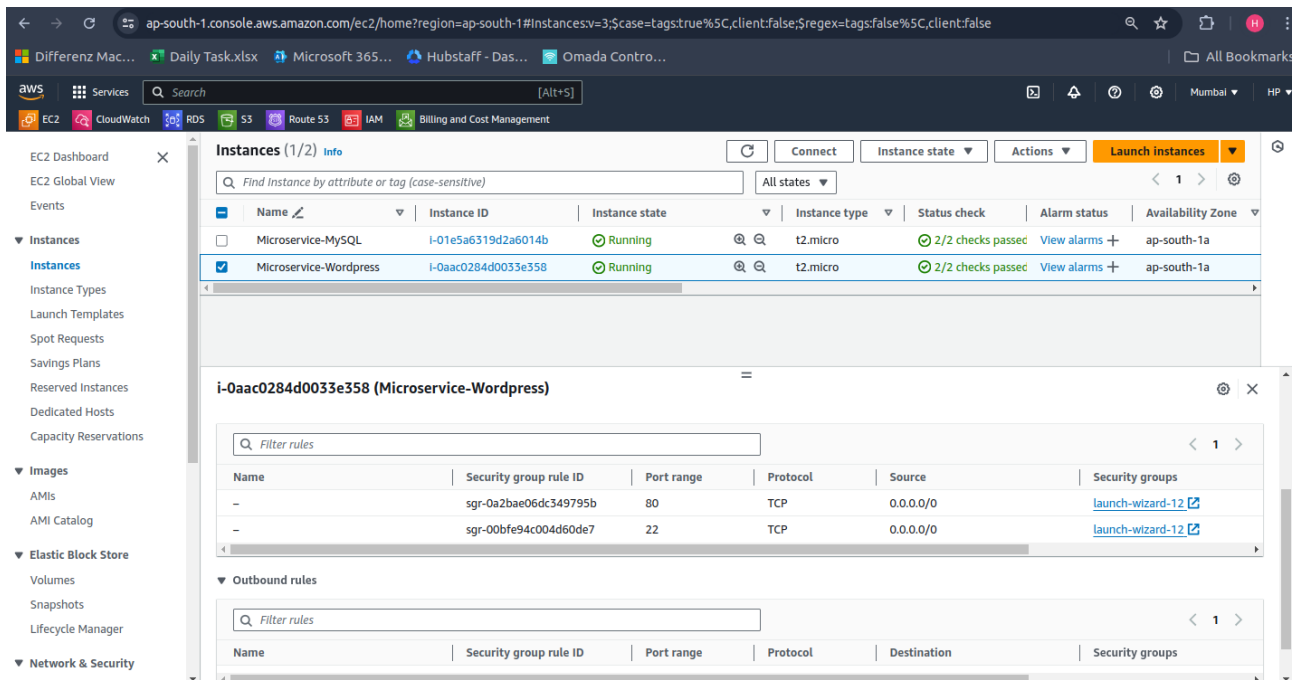 ap-south-1.console.aws.amazon.com/ec2/home?region=ap-south-1#Instances:v=3;$case=tags:true%5C,client:false;$regex=tags:false%5C,client:false H
Differenz Mac... Daily Task.xlsx Microsoft 365... Hubstaff - Das... Omada Contro... All Bookmarks
aws Services Search [Alt+S] Mumbai HP
EC2 CloudWatch RDS S3 Route 53 IAM Billing and Cost Management
EC2 Dashboard
EC2 Global View
Events
Instances
Instances
Instance Types
Launch Templates
Spot Requests
Savings Plans
Reserved Instances
Dedicated Hosts
Capacity Reservations
Images
AMIs
AMI Catalog
Elastic Block Store
Volumes
Snapshots
Lifecycle Manager
Network & Security
Instances (1/2) Info Connect Instance state Actions Launch instances
Find Instance by attribute or tag (case-sensitive) All states 1
Name Instance ID Instance state Instance type Status check Alarm status Availability Zone
Microservice-MySQL i-01e5a6319d2a6014b Running t2.micro 2/2 checks passed View alarms + ap-south-1a
Microservice-Wordpress i-0aac0284d0033e358 Running t2.micro 2/2 checks passed View alarms + ap-south-1a
i-0aac0284d0033e358 (Microservice-Wordpress)
Filter rules 1
Name Security group rule ID Port range Protocol Source Security groups
– sgr-0a2bae06dc349795b 80 TCP 0.0.0.0/0 launch-wizard-12
– sgr-00bfe94c004d60de7 22 TCP 0.0.0.0/0 launch-wizard-12
Outbound rules
Filter rules 1
Name Security group rule ID Port range Protocol Destination Security groups